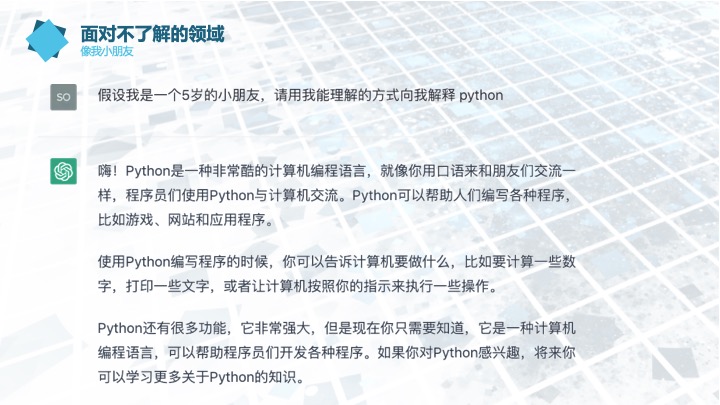 面对不了解的领域
像我小朋友
SO
假设我是一个5岁的小朋友，请用我能理解的方式向我解释 python
嗨！Python是一种非常酷的计算机编程语言，就像你用口语来和朋友们交流一
样，程序员们使用Python与计算机交流。Python可以帮助人们编写各种程序，
比如游戏、网站和应用程序。
使用Python编写程序的时候，你可以告诉计算机要做什么，比如要计算一些数
字，打印一些文字，或者让计算机按照你的指示来执行一些操作。
Python还有很多功能，它非常强大，但是现在你只需要知道，它是一种计算机
编程语言，可以帮助程序员们开发各种程序。如果你对Python感兴趣，将来你
可以学习更多关于Python的知识。